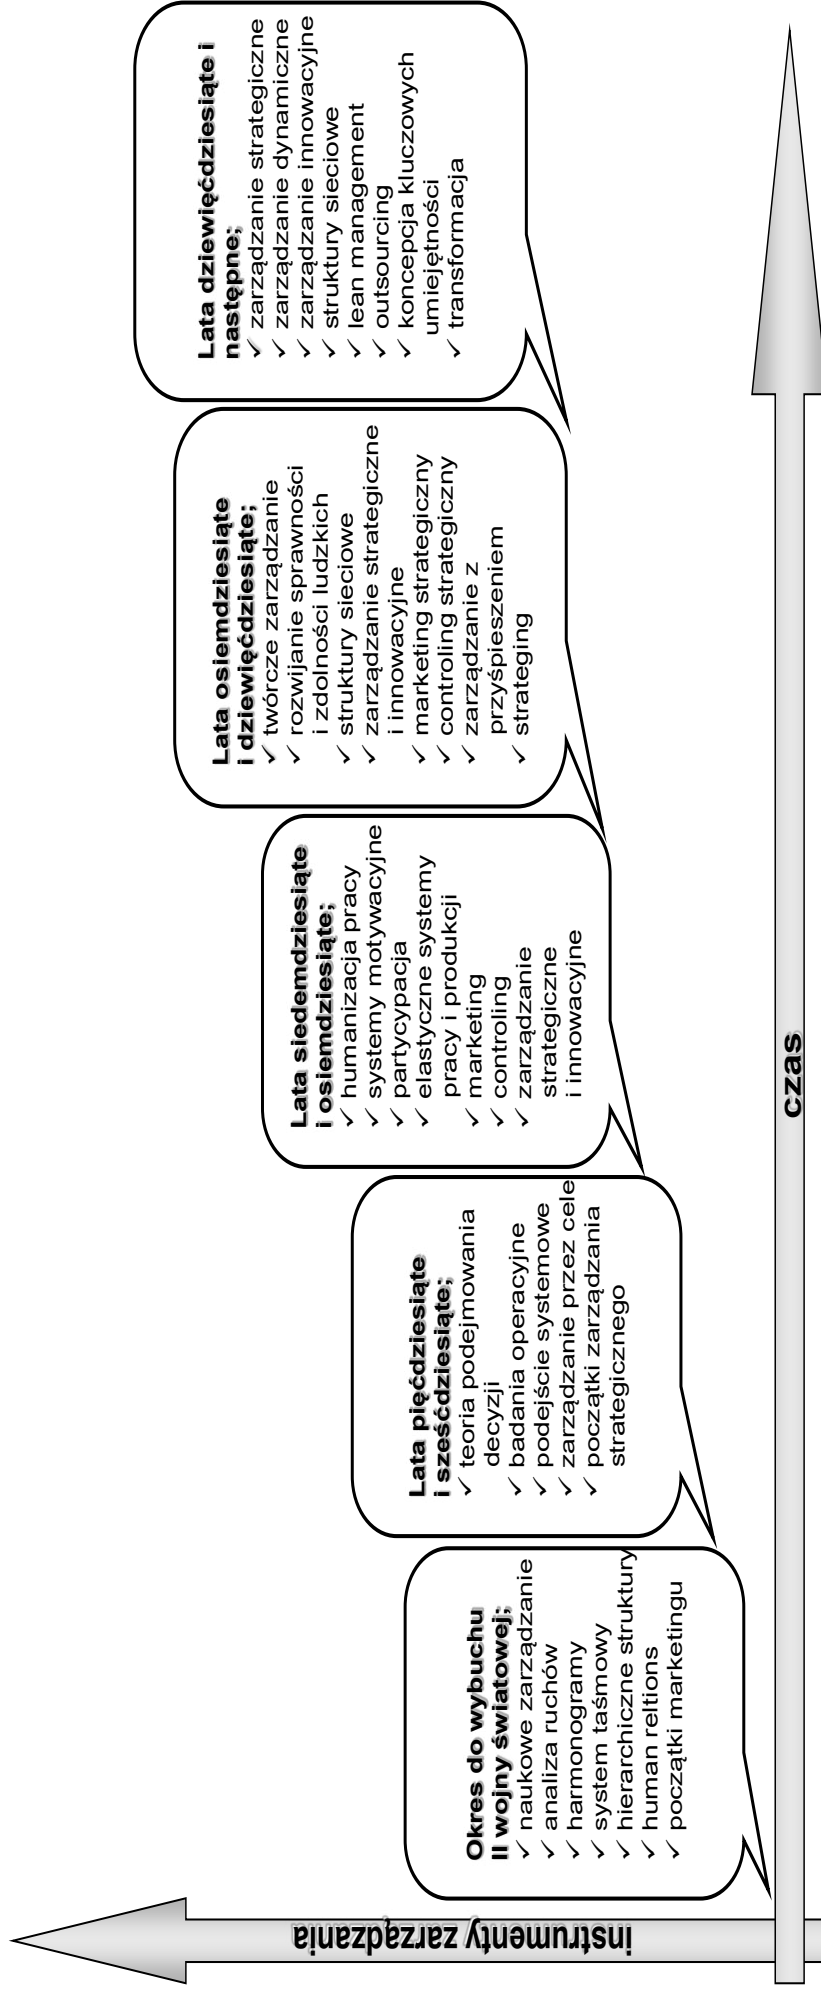 instrumenty zarządzania
Okres do wybuchu
II wojny światowej;
✓ naukowe zarządzanie
✓ analiza ruchów
✓ harmonogramy
✓ system taśmowy
✓ hierarchiczne struktury
✓ human reltions
✓ początki marketingu
Lata pięćdziesiąte
i sześćdziesiąte;
✓ teoria podejmowania
decyzji
✓ badania operacyjne
✓ podejście systemowe
✓ zarządzanie przez cele
✓ początki zarządzania
strategicznego
Lata siedemdziesiąte
i osiemdziesiąte;
✓ humanizacja pracy
✓ systemy motywacyjne
✓ partycypacja
✓ elastyczne systemy
pracy i produkcji
✓ marketing
✓ controling
✓ zarządzanie
strategiczne
i innowacyjne
Lata osiemdziesiąte
i dziewięćdziesiąte;
✓ twórcze zarządzanie
✓ rozwijanie sprawności
i zdolności ludzkich
✓ struktury sieciowe
✓ zarządzanie strategiczne
i innowacyjne
✓ marketing strategiczny
✓ controling strategiczny
✓ zarządzanie z
przyśpieszeniem
✓ strateging
Lata dziewięćdziesiąte i
następne;
✓ zarządzanie strategiczne
✓ zarządzanie dynamiczne
✓ zarządzanie innowacyjne
✓ struktury sieciowe
✓ lean management
✓ outsourcing
✓ koncepcja kluczowych
umiejętności
✓ transformacja
czas